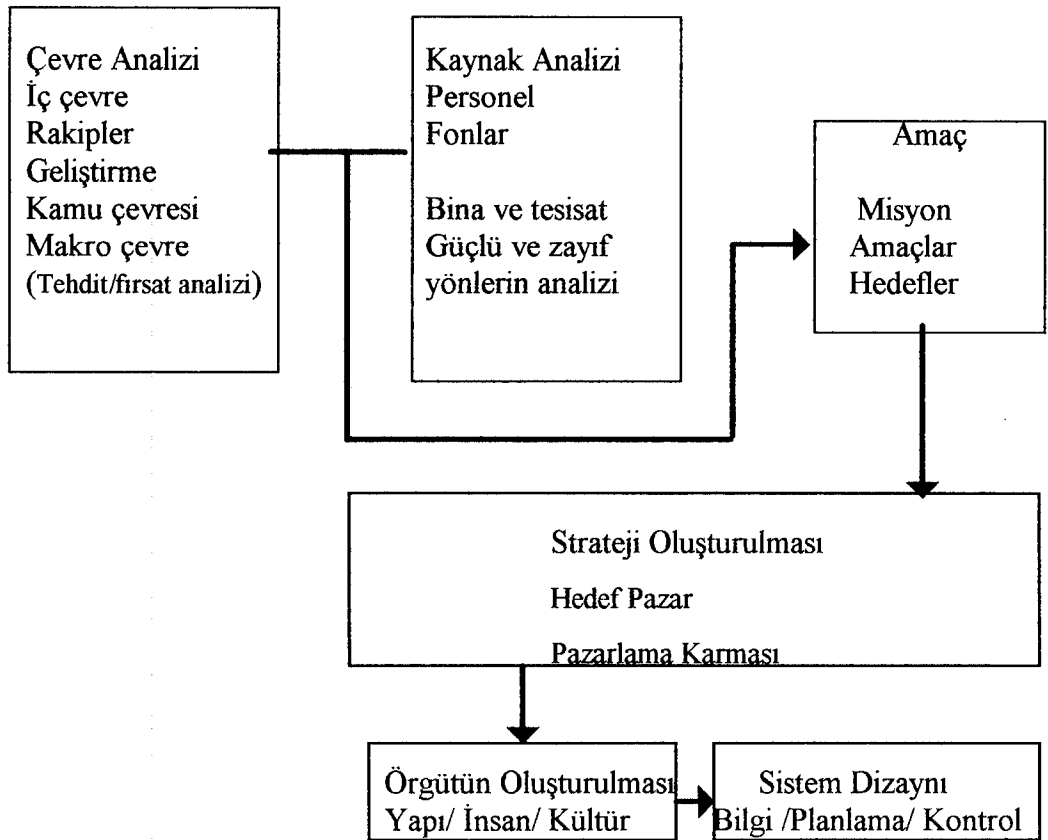 Çevre Analizi
İç çevre
Rakipler
Geliştirme
Kamu çevresi
Makro çevre
(Tehdit/fırsat analizi)
Kaynak Analizi
Personel
Fonlar
Bina ve tesisat
Güçlü ve zayıf
yönlerin analizi
Amaç
Misyon
Amaçlar
Hedefler
Strateji Oluşturulması
Hedef Pazar
Pazarlama Karması
Örgütün Oluşturulması
Yapı/ İnsan/ Kültür
Sistem Dizaynı
Bilgi /Planlama/ Kontrol